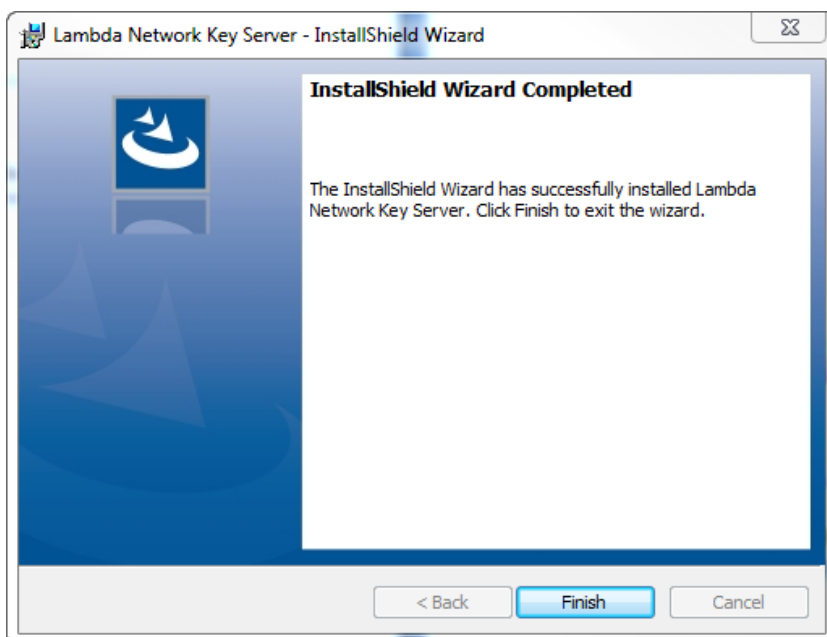 Lambda Network Key Server - InstallShield Wizard
InstallShield Wizard Completed
The InstallShield Wizard has successfully installed Lambda
Network Key Server. Click Finish to exit the wizard.
< Back
Finish
Cancel